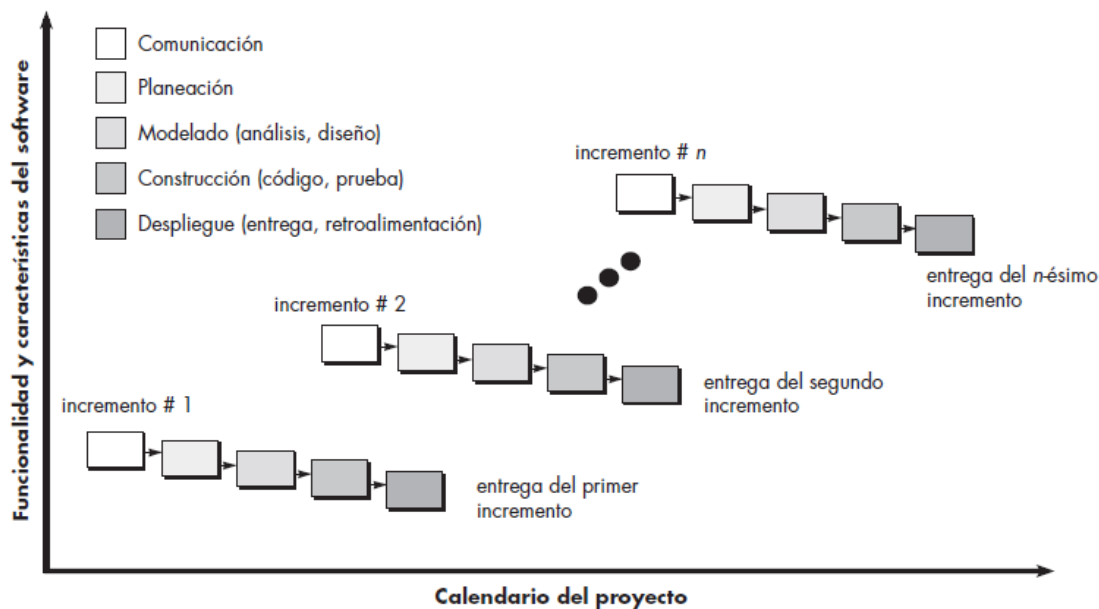 Funcionalidad y características del software
Comunicación
Planeación
Modelado (análisis, diseño)
Construcción (código, prueba)
Despliegue (entrega, retroalimentación)
incremento # n
entrega del n-ésimo
incremento
incremento # 2
entrega del segundo
incremento
incremento # 1
entrega del primer
incremento
Calendario del proyecto